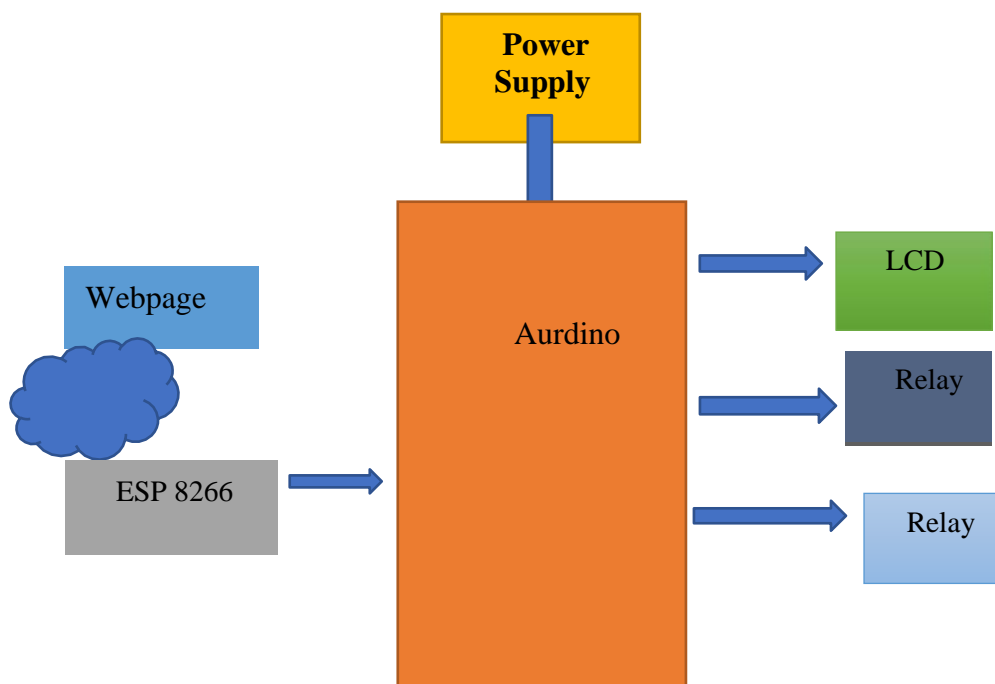 Power
Supply
LCD
Webpage
Aurdino
Relay
ESP 8266
Relay